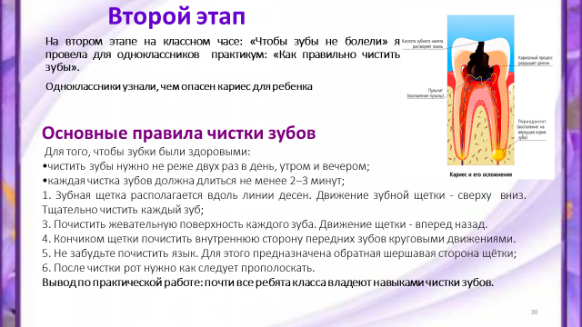 Второй этап
На втором этапе на классном часе: «Чтобы зубы не болели» я
провела для одноклассников практикум: «Как правильно чистить
зубы».
Одноклассники узнали, чем опасен кариес для ребенка
Кислота зубного налета
растворяет эмаль
Кариозный процесс
разрушает дентин
Пульпит
(воспаление пульпы)
Периодонтит
(воспаление на
верхушке корня
зуба)
Кариес и его осложнения
Основные правила чистки зубов
Для того, чтобы зубки были здоровыми:
•чистить зубы нужно не реже двух раз в день, утром и вечером;
•каждая чистка зубов должна длиться не менее 2–3 минут;
1. Зубная щетка располагается вдоль линии десен. Движение зубной щетки - сверху вниз.
Тщательно чистить каждый зуб;
3. Почистить жевательную поверхность каждого зуба. Движение щетки - вперед назад.
4. Кончиком щетки почистить внутреннюю сторону передних зубов круговыми движениями.
5. Не забудьте почистить язык. Для этого предназначена обратная шершавая сторона щётки;
6. После чистки рот нужно как следует прополоскать.
Вывод по практической работе: почти все ребята класса владеют навыками чистки зубов.